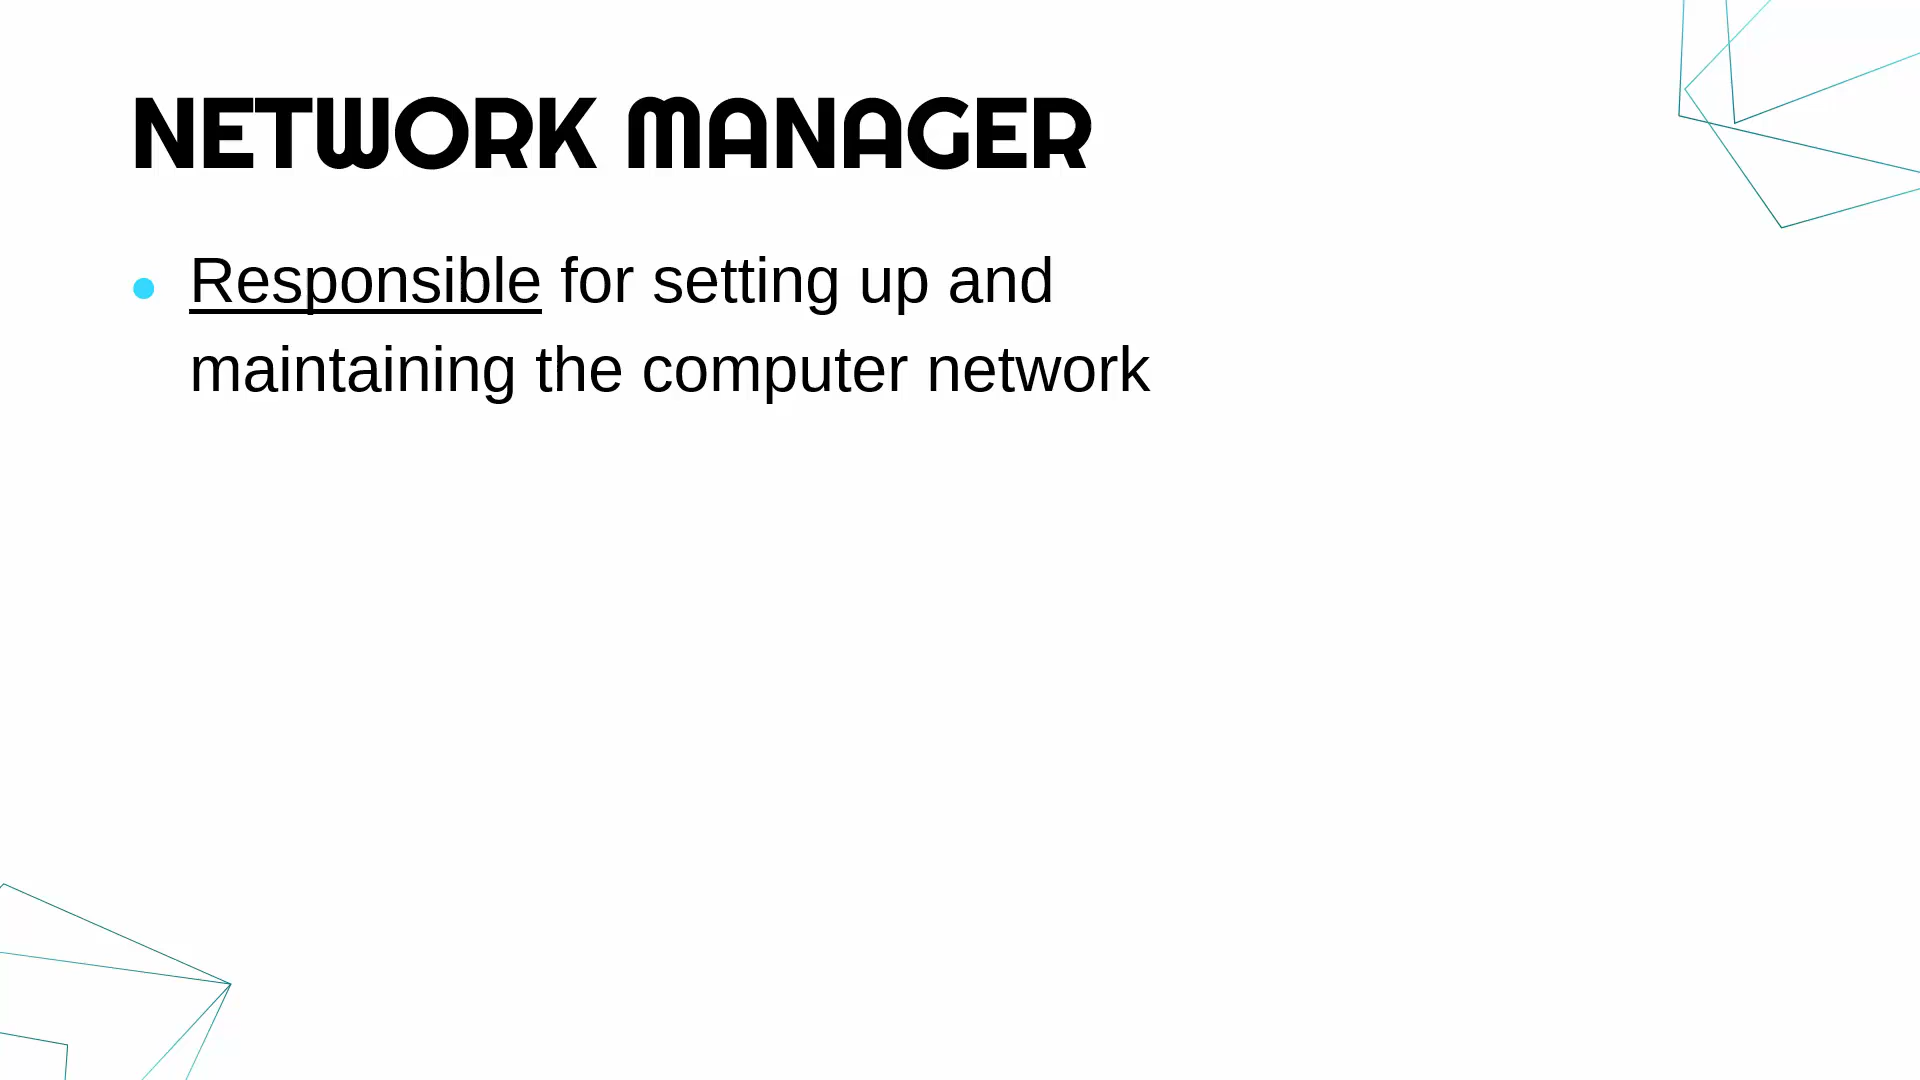 NETWORK MANAGER
Responsible for setting up and
maintaining the computer network